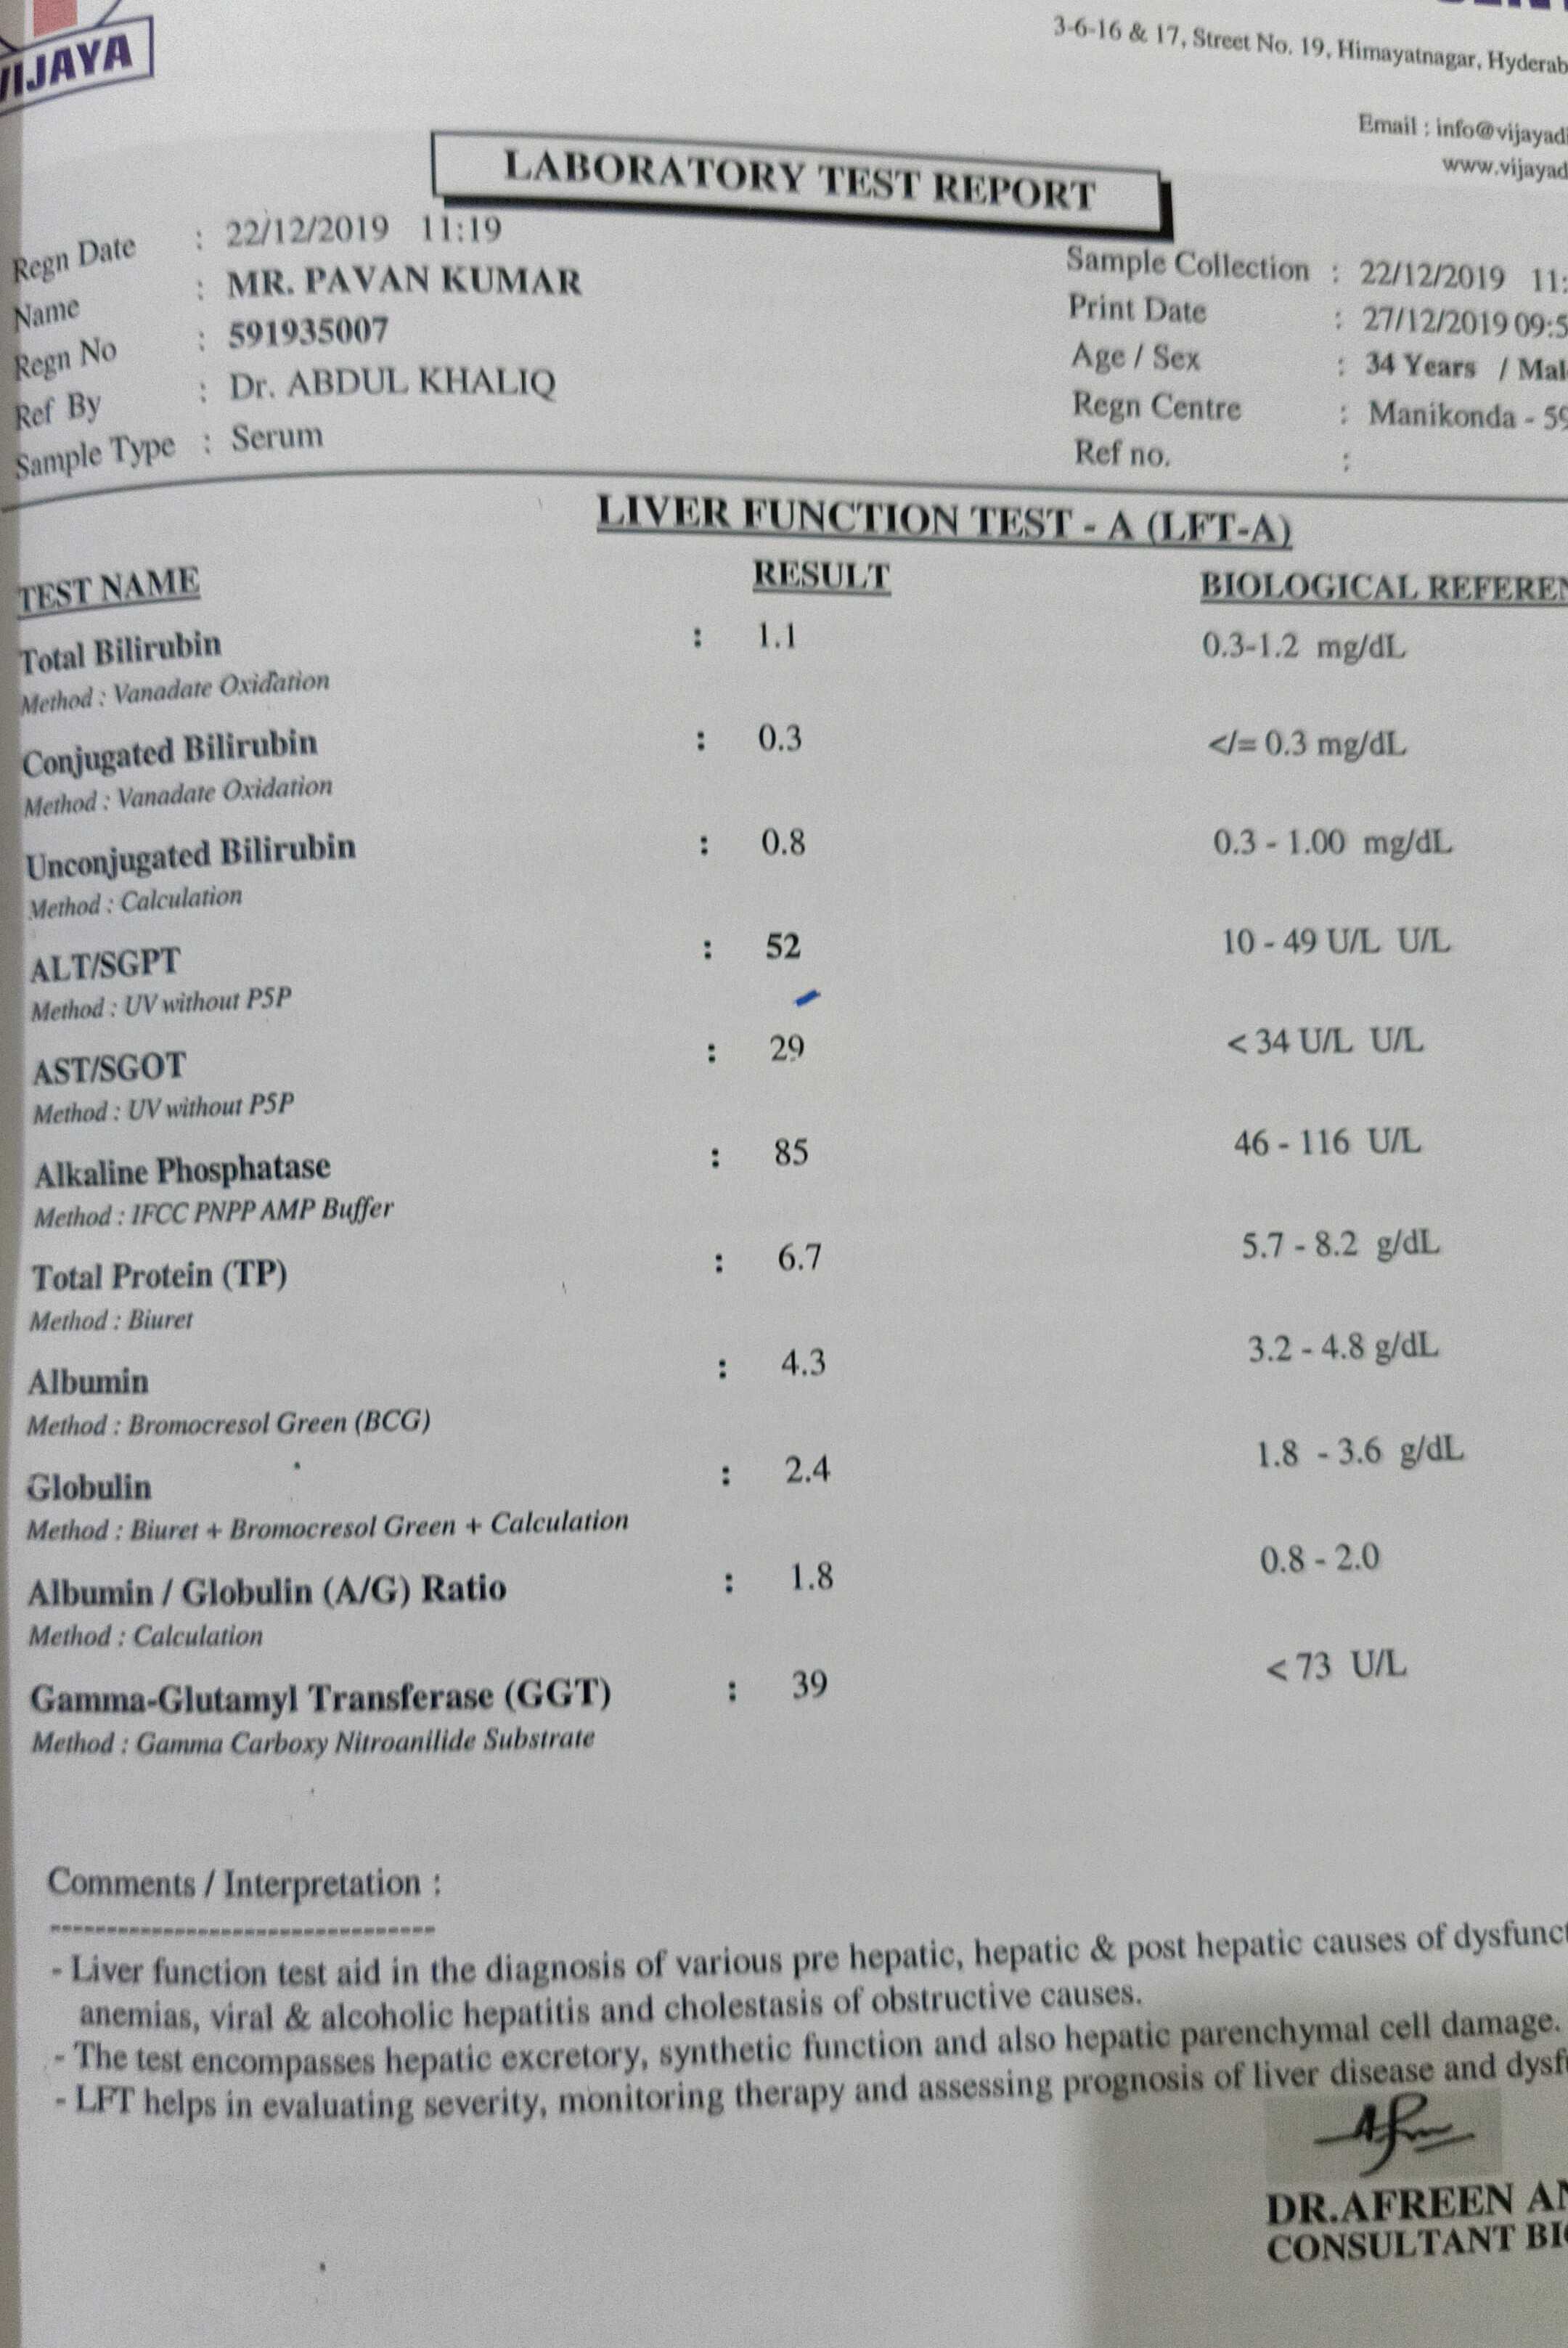 VIJAYA
3-6-16 & 17, Street No. 19, Himayatnagar, Hyderab
Email : info@vijayad
www.vijayad
LABORATORY TEST REPORT
Regn Date : 22/12/2019 11:19
Name : MR. PAVAN KUMAR
Regn No : 591935007
Ref By : Dr. ABDUL KHALIQ
Sample Type : Serum
Sample Collection : 22/12/2019 11:
Print Date : 27/12/2019 09:5
Age / Sex : 34 Years / Mal
Regn Centre : Manikonda - 59
Ref no. :
LIVER FUNCTION TEST - A (LFT-A)
TEST NAME RESULT BIOLOGICAL REFEREN
Total Bilirubin : 1.1 0.3-1.2 mg/dL
Method : Vanadate Oxidation
Conjugated Bilirubin : 0.3 </= 0.3 mg/dL
Method : Vanadate Oxidation
Unconjugated Bilirubin : 0.8 0.3 - 1.00 mg/dL
Method : Calculation
ALT/SGPT : 52 10 - 49 U/L U/L
Method : UV without P5P
AST/SGOT : 29 < 34 U/L U/L
Method : UV without P5P
Alkaline Phosphatase : 85 46 - 116 U/L
Method : IFCC PNPP AMP Buffer
Total Protein (TP) : 6.7 5.7 - 8.2 g/dL
Method : Biuret
Albumin : 4.3 3.2 - 4.8 g/dL
Method : Bromocresol Green (BCG)
Globulin : 2.4 1.8 - 3.6 g/dL
Method : Biuret + Bromocresol Green + Calculation
Albumin / Globulin (A/G) Ratio : 1.8 0.8 - 2.0
Method : Calculation
Gamma-Glutamyl Transferase (GGT) : 39 < 73 U/L
Method : Gamma Carboxy Nitroanilide Substrate
Comments / Interpretation :
--------------------------------
- Liver function test aid in the diagnosis of various pre hepatic, hepatic & post hepatic causes of dysfunct
anemias, viral & alcoholic hepatitis and cholestasis of obstructive causes.
- The test encompasses hepatic excretory, synthetic function and also hepatic parenchymal cell damage.
- LFT helps in evaluating severity, monitoring therapy and assessing prognosis of liver disease and dysf
DR.AFREEN AN
CONSULTANT BIO